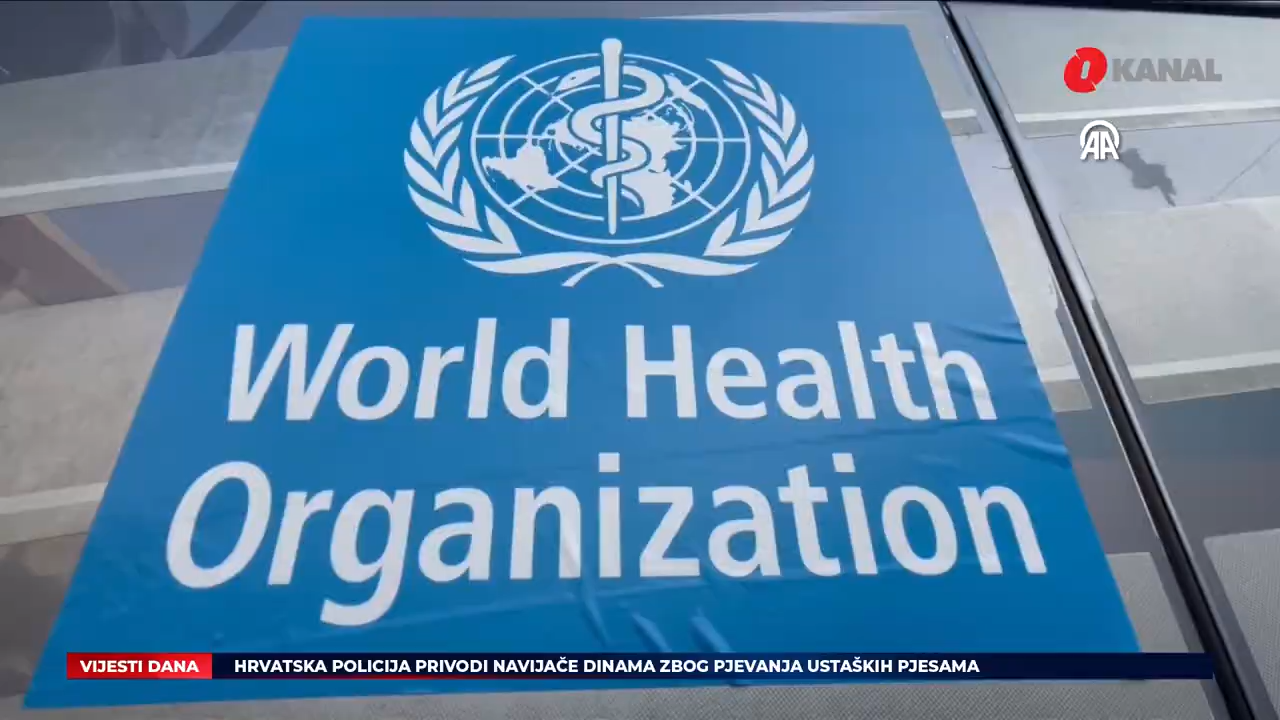 O KANAL
AA
World Health
Organization
VIJESTI DANA HRVATSKA POLICIJA PRIVODI NAVIJAČE DINAMA ZBOG PJEVANJA USTAŠKIH PJESAMA